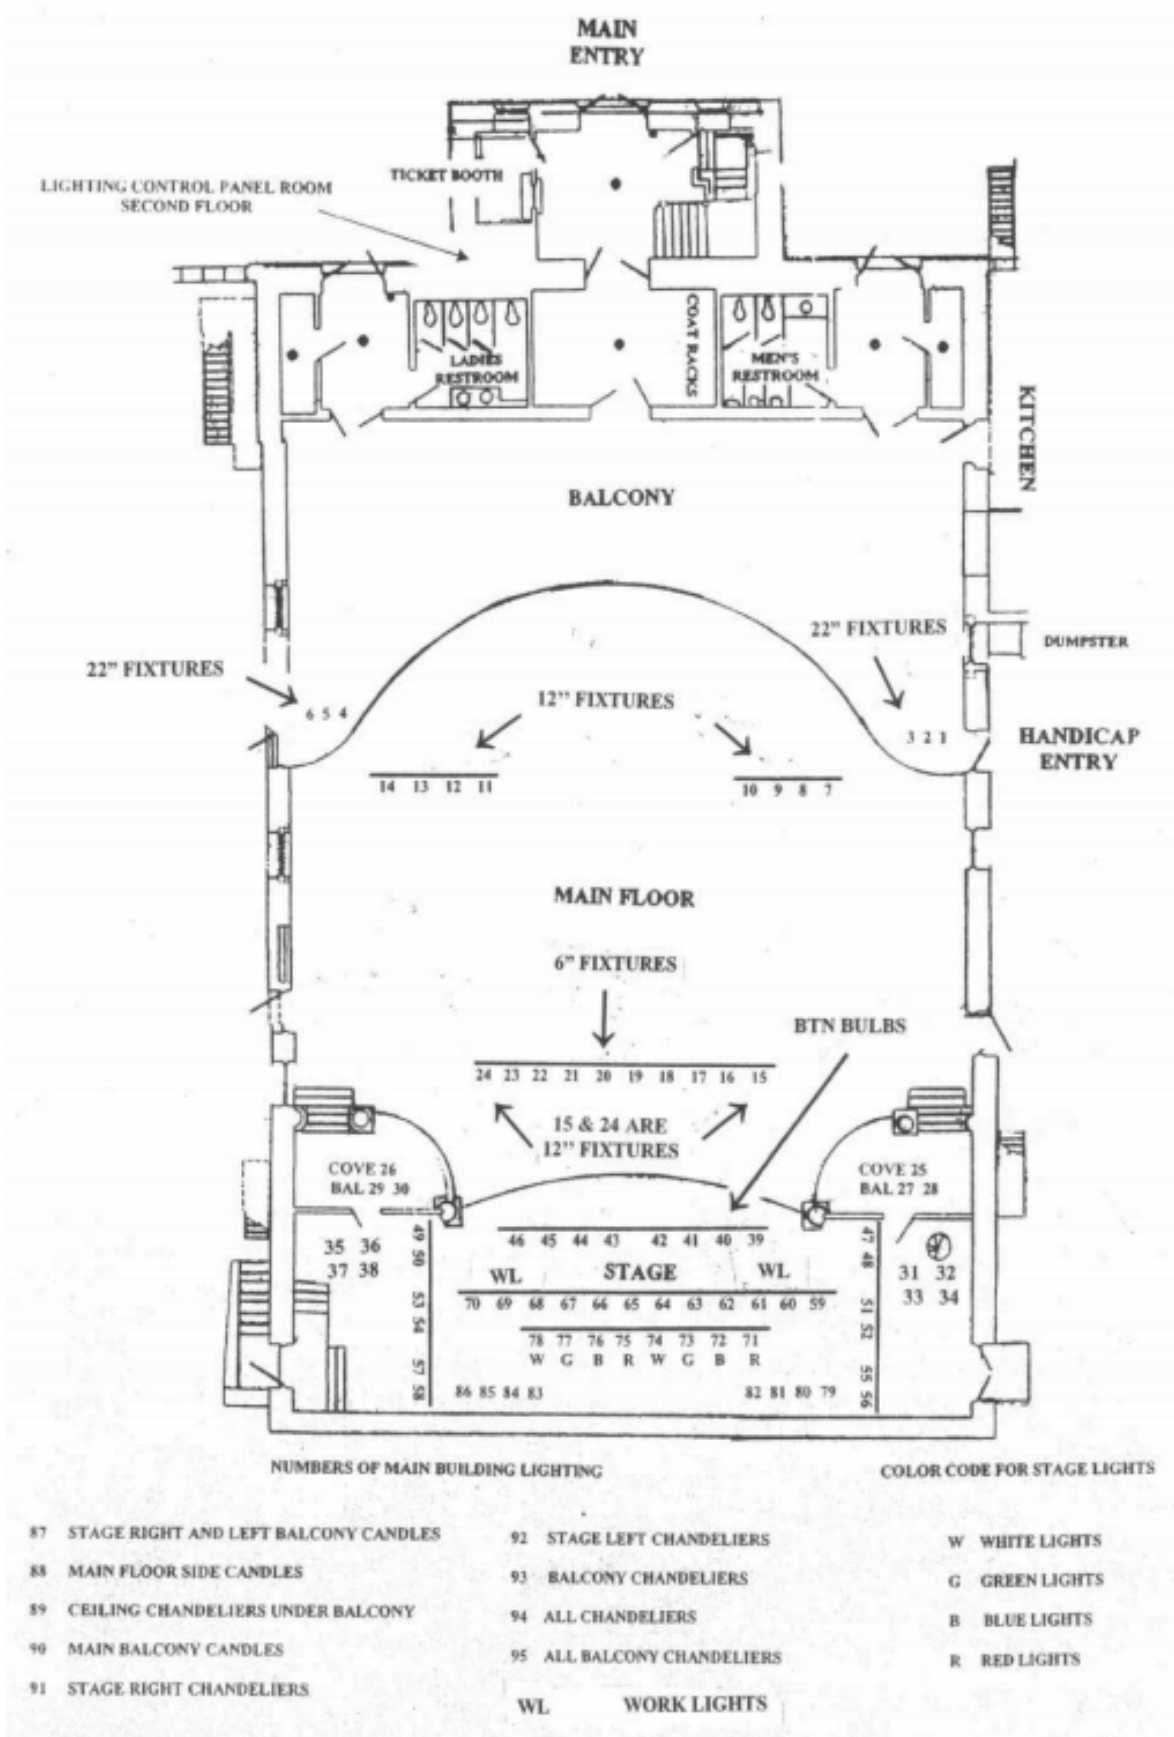 MAIN
ENTRY
TICKET BOOTH
LIGHTING CONTROL PANEL ROOM
SECOND FLOOR
LADIES
RESTROOM
COAT RACKS
MEN'S
RESTROOM
KITCHEN
BALCONY
22” FIXTURES
DUMPSTER
22” FIXTURES
12” FIXTURES
6 5 4
3 2 1
HANDICAP
ENTRY
14 13 12 11
10 9 8 7
MAIN FLOOR
6” FIXTURES
BTN BULBS
24 23 22 21 20 19 18 17 16 15
15 & 24 ARE
12” FIXTURES
COVE 26
BAL 29 30
COVE 25
BAL 27 28
46 45 44 43 42 41 40 39
35 36
37 38
49 50 53 54 57 58
47 48 51 52 55 56
31 32
33 34
WL STAGE WL
70 69 68 67 66 65 64 63 62 61 60 59
78 77 76 75 74 73 72 71
W G B R W G B R
86 85 84 83
82 81 80 79
NUMBERS OF MAIN BUILDING LIGHTING
87 STAGE RIGHT AND LEFT BALCONY CANDLES
88 MAIN FLOOR SIDE CANDLES
89 CEILING CHANDELIERS UNDER BALCONY
90 MAIN BALCONY CANDLES
91 STAGE RIGHT CHANDELIERS
92 STAGE LEFT CHANDELIERS
93 BALCONY CHANDELIERS
94 ALL CHANDELIERS
95 ALL BALCONY CHANDELIERS
WL WORK LIGHTS
COLOR CODE FOR STAGE LIGHTS
W WHITE LIGHTS
G GREEN LIGHTS
B BLUE LIGHTS
R RED LIGHTS